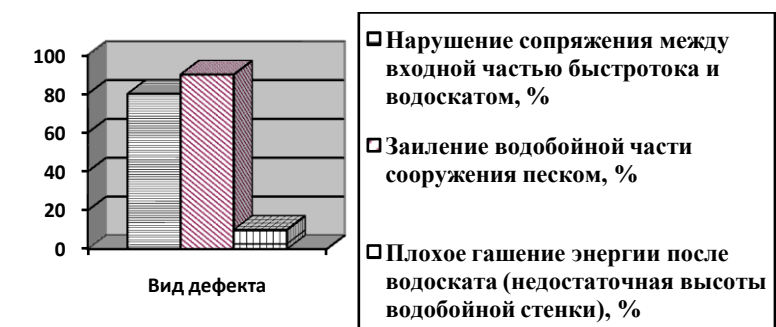 100
80
60
40
20
0
Вид дефекта
Нарушение сопряжения между
входной частью быстротока и
водоскатом, %
Заиление водобойной части
сооружения песком, %
Плохое гашение энергии после
водоската (недостаточная высоты
водобойной стенки), %